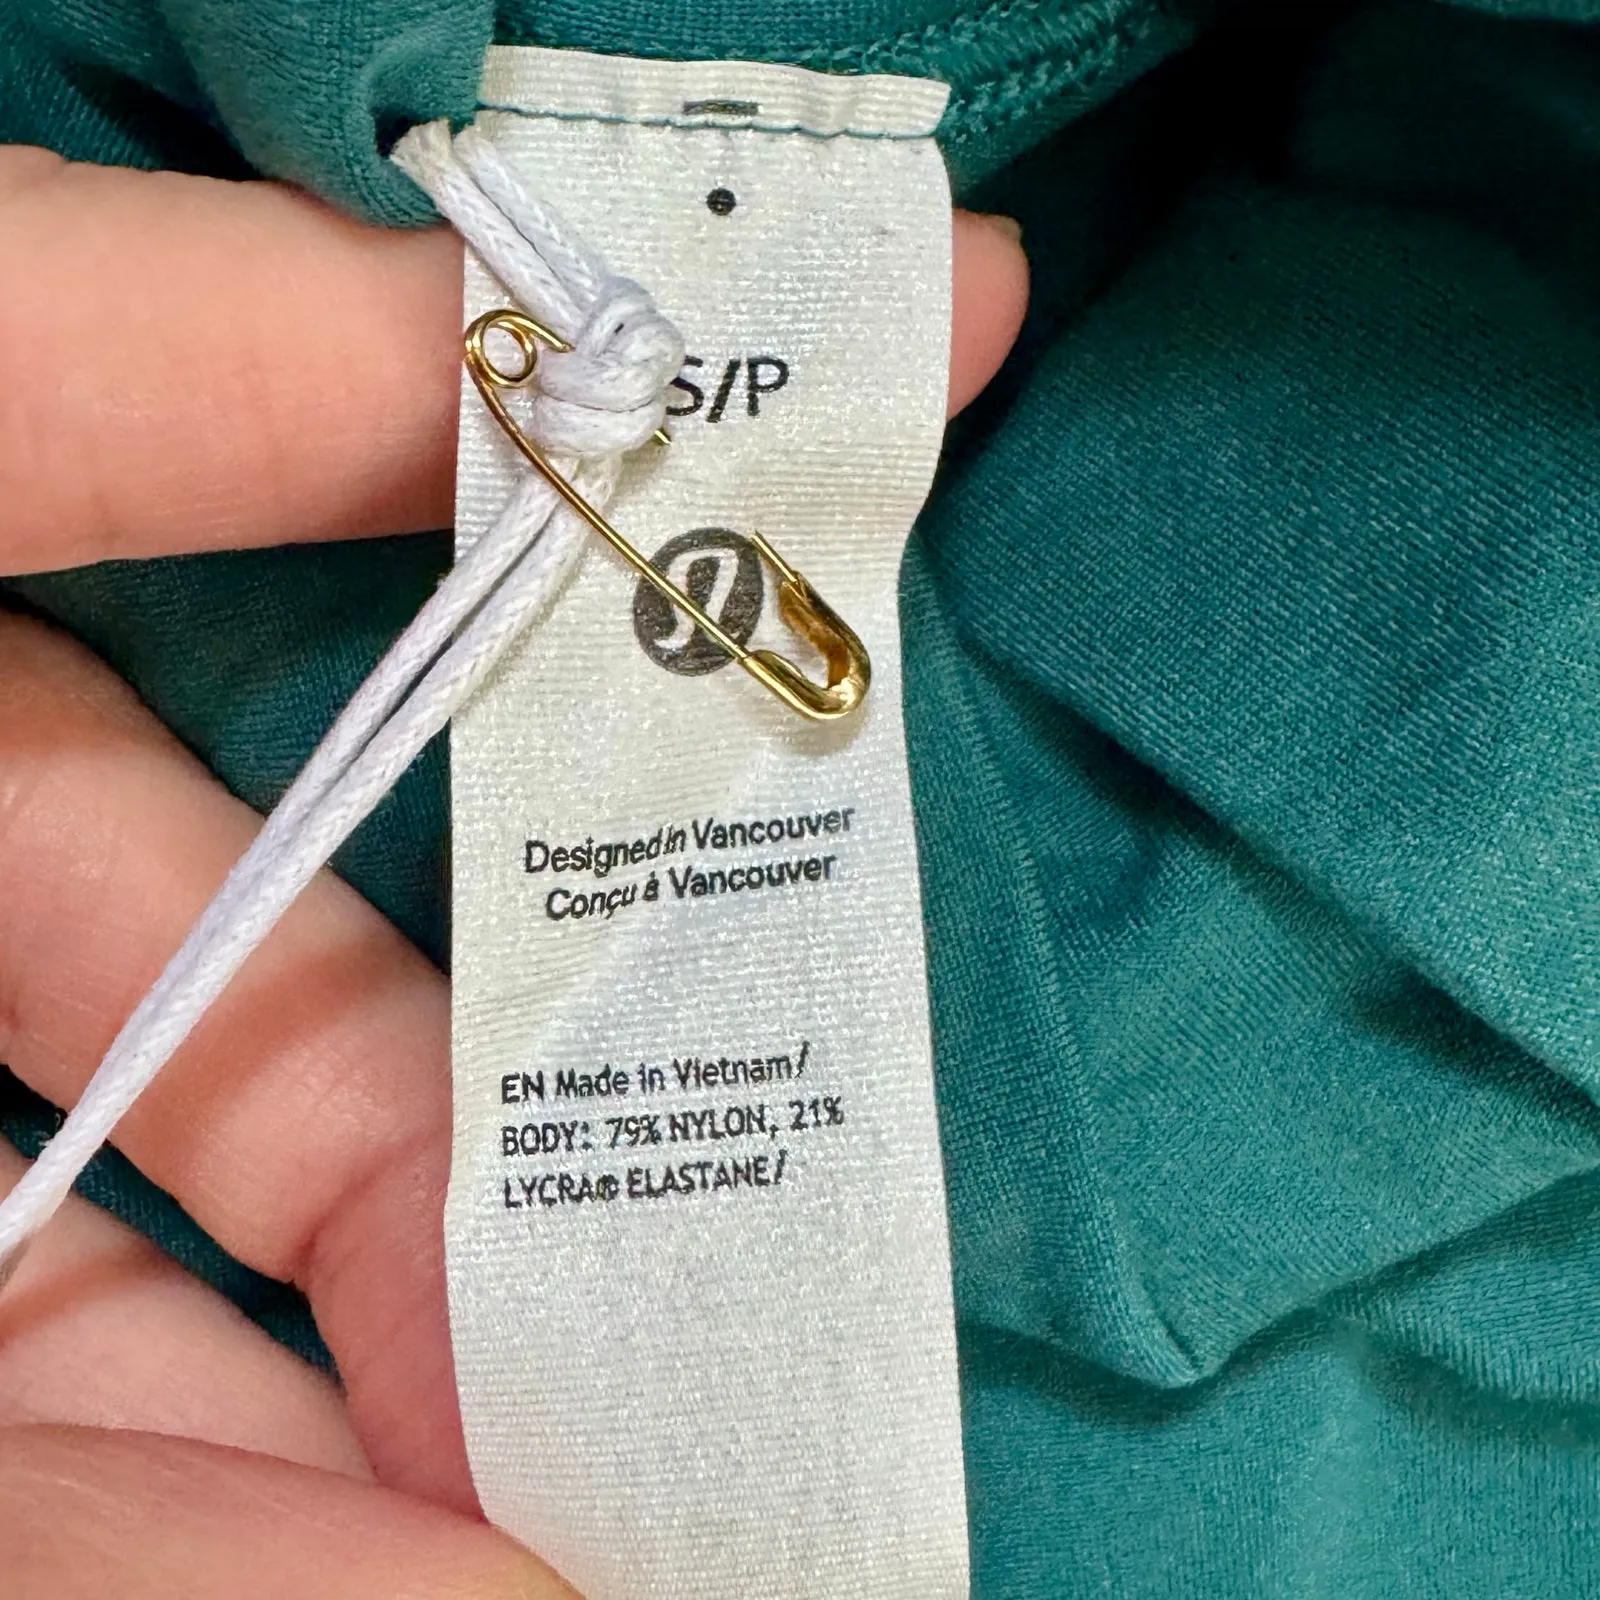 S/P
Designed in Vancouver
Conçu à Vancouver
EN Made in Vietnam/
BODY: 79% NYLON, 21%
LYCRA® ELASTANE/